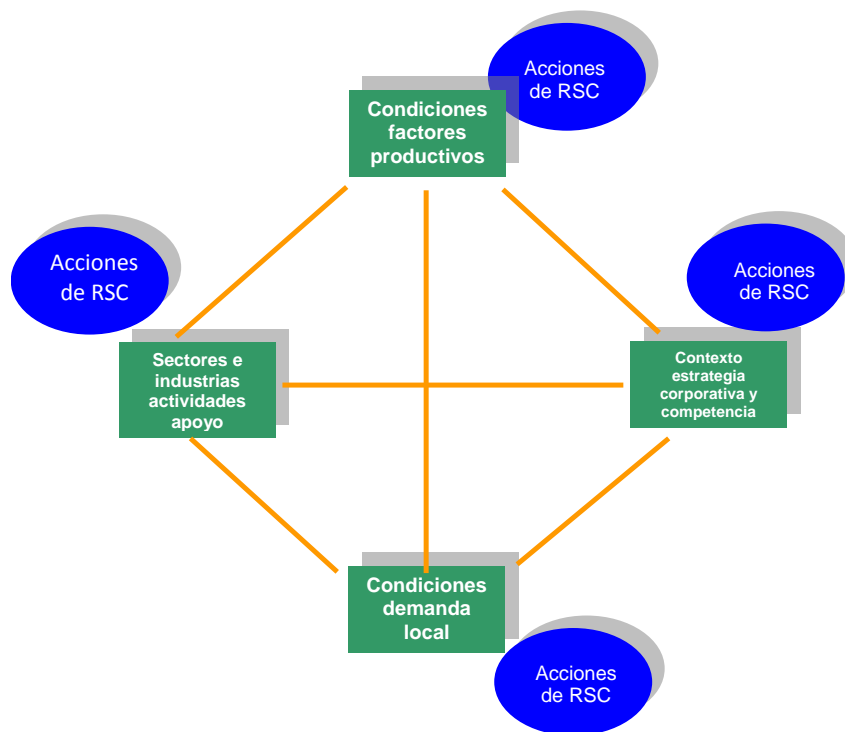 Acciones
de RSC
Condiciones
factores
productivos
Acciones
de RSC
Acciones
de RSC
Sectores e
industrias
actividades
apoyo
Contexto
estrategia
corporativa y
competencia
Condiciones
demanda
local
Acciones
de RSC